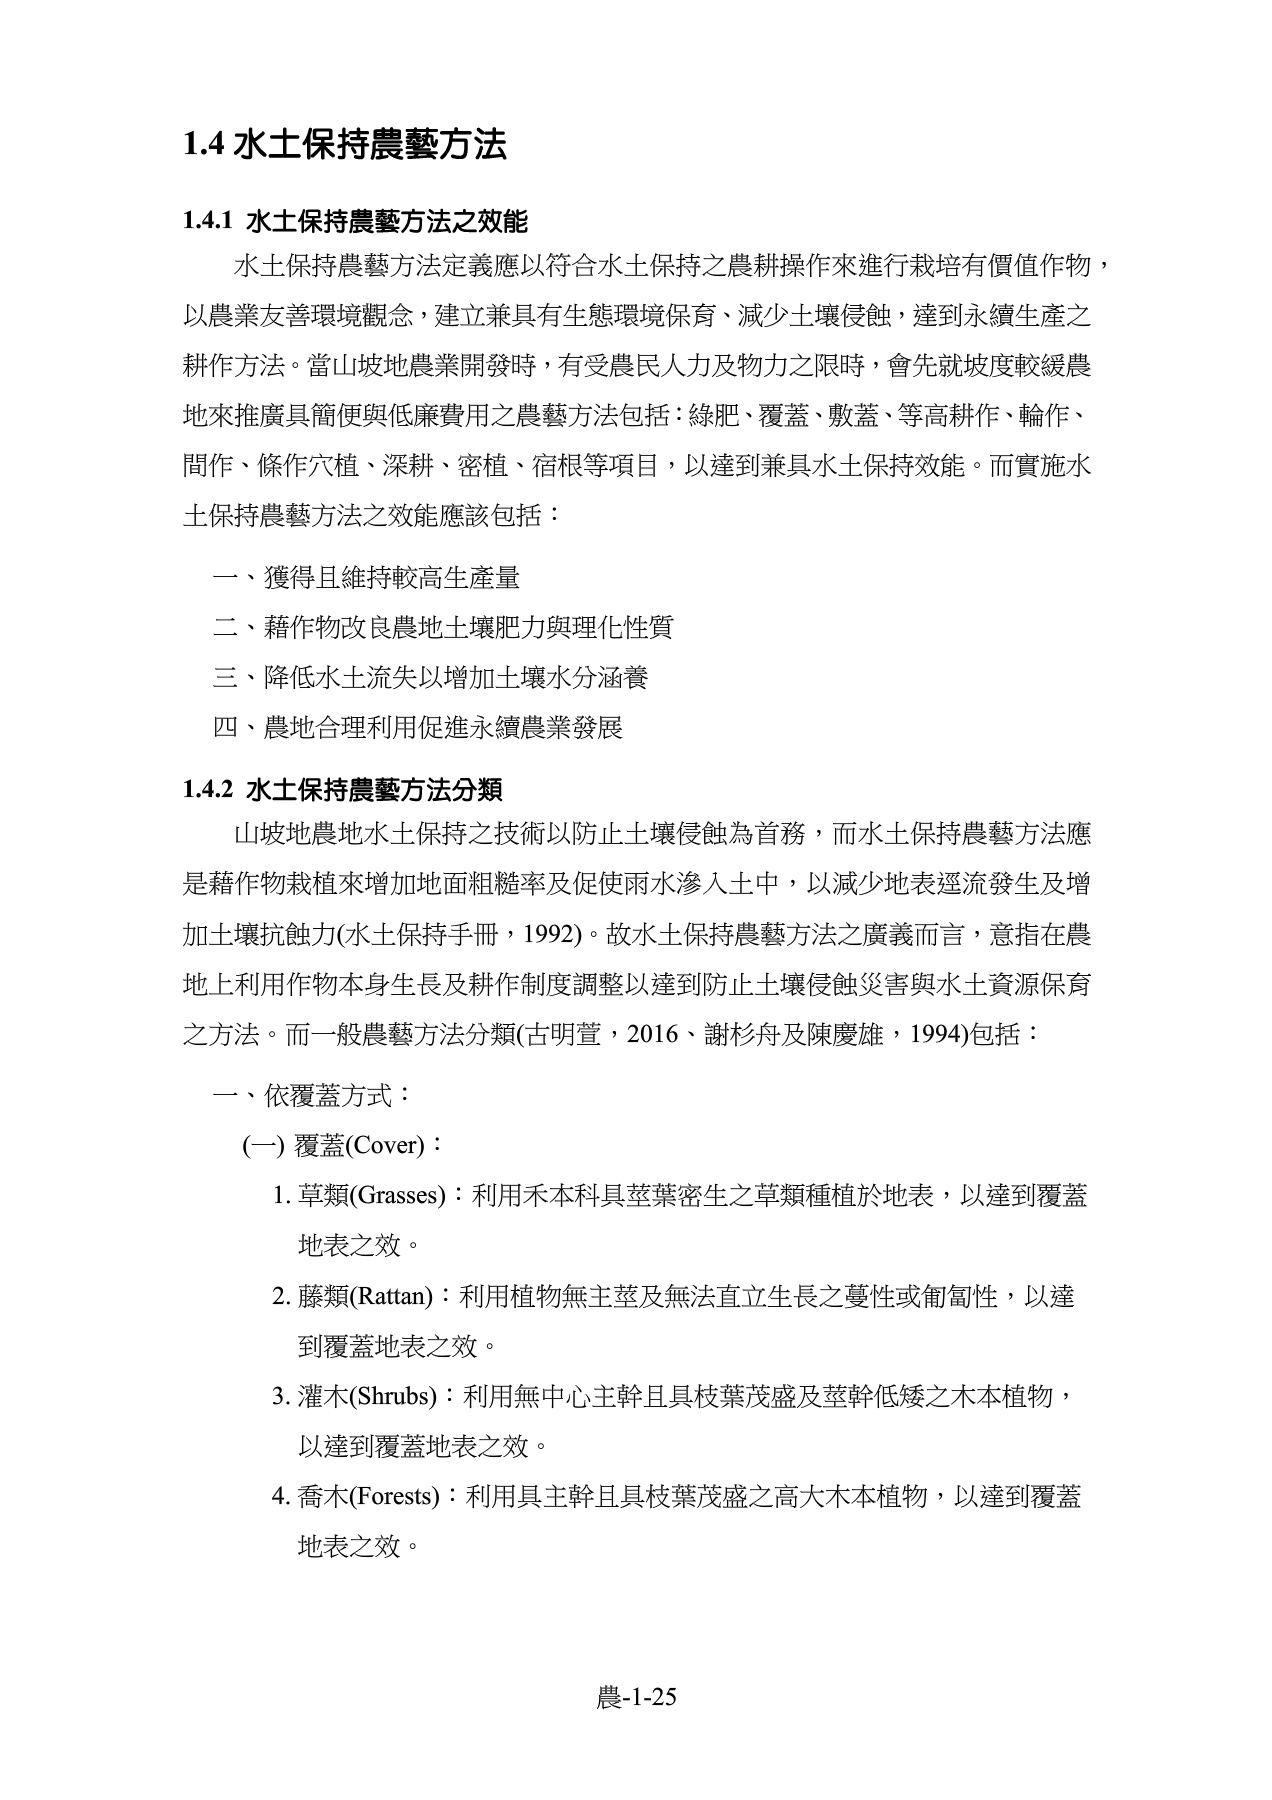 1.4 水土保持農藝方法
1.4.1 水土保持農藝方法之效能
水土保持農藝方法定義應以符合水土保持之農耕操作來進行栽培有價值作物，
以農業友善環境觀念，建立兼具有生態環境保育、減少土壤侵蝕，達到永續生產之
耕作方法。當山坡地農業開發時，有受農民人力及物力之限時，會先就坡度較緩農
地來推廣具簡便與低廉費用之農藝方法包括：綠肥、覆蓋、敷蓋、等高耕作、輪作、
間作、條作穴植、深耕、密植、宿根等項目，以達到兼具水土保持效能。而實施水
土保持農藝方法之效能應該包括：
一、獲得且維持較高生產量
二、藉作物改良農地土壤肥力與理化性質
三、降低水土流失以增加土壤水分涵養
四、農地合理利用促進永續農業發展
1.4.2 水土保持農藝方法分類
山坡地農地水土保持之技術以防止土壤侵蝕為首務，而水土保持農藝方法應
是藉作物栽植來增加地面粗糙率及促使雨水滲入土中，以減少地表逕流發生及增
加土壤抗蝕力(水土保持手冊，1992)。故水土保持農藝方法之廣義而言，意指在農
地上利用作物本身生長及耕作制度調整以達到防止土壤侵蝕災害與水土資源保育
之方法。而一般農藝方法分類(古明萱，2016、謝杉舟及陳慶雄，1994)包括：
一、依覆蓋方式：
(一) 覆蓋(Cover)：
1. 草類(Grasses)：利用禾本科具莖葉密生之草類種植於地表，以達到覆蓋
地表之效。
2. 藤類(Rattan)：利用植物無主莖及無法直立生長之蔓性或匍匐性，以達
到覆蓋地表之效。
3. 灌木(Shrubs)：利用無中心主幹且具枝葉茂盛及莖幹低矮之木本植物，
以達到覆蓋地表之效。
4. 喬木(Forests)：利用具主幹且具枝葉茂盛之高大木本植物，以達到覆蓋
地表之效。
農-1-25